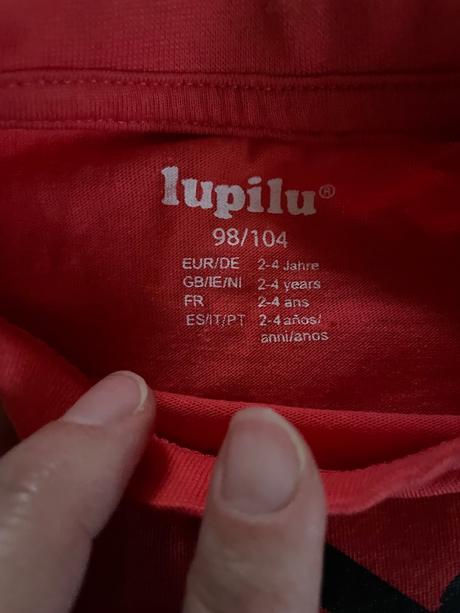 lupilu®
98/104
EUR/DE 2-4 Jahre
GB/IE/NI 2-4 years
FR 2-4 ans
ES/IT/PT 2-4 años/
anni/anos